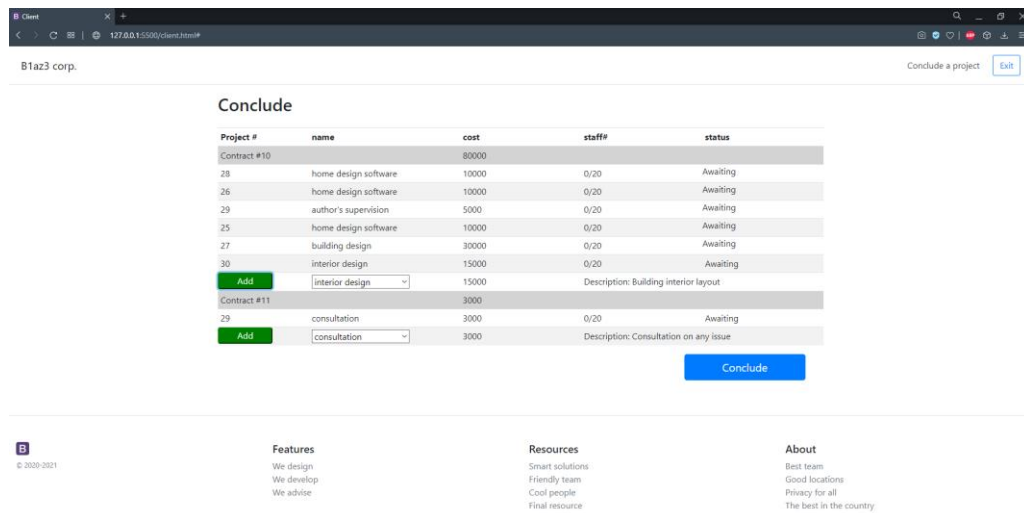 B Client × +
127.0.0.1:5500/client.html#
B1az3 corp. Conclude a project Exit
Conclude
Project # name cost staff# status
Contract #10 80000
28 home design software 10000 0/20 Awaiting
26 home design software 10000 0/20 Awaiting
29 author's supervision 5000 0/20 Awaiting
25 home design software 10000 0/20 Awaiting
27 building design 30000 0/20 Awaiting
30 interior design 15000 0/20 Awaiting
Add interior design 15000 Description: Building interior layout
Contract #11 3000
29 consultation 3000 0/20 Awaiting
Add consultation 3000 Description: Consultation on any issue
Conclude
B Features Resources About
© 2020-2021 We design Smart solutions Best team
We develop Friendly team Good locations
We advise Cool people Privacy for all
Final resource The best in the country